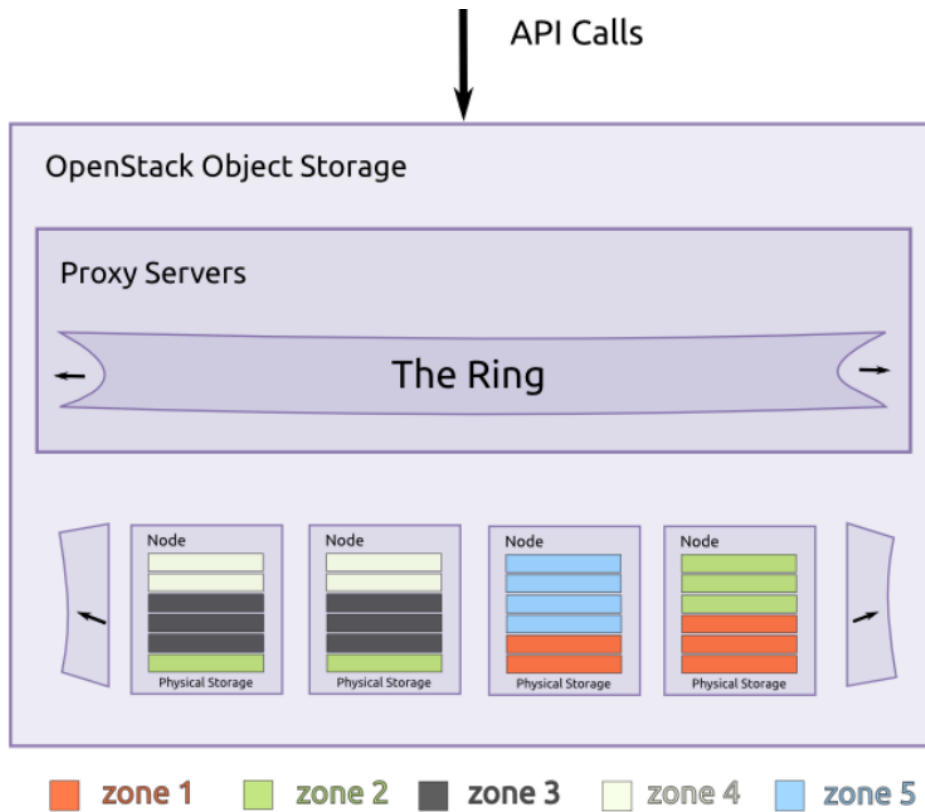 API Calls
OpenStack Object Storage
Proxy Servers
The Ring
Node
Node
Node
Node
Physical Storage
Physical Storage
Physical Storage
Physical Storage
zone 1
zone 2
zone 3
zone 4
zone 5